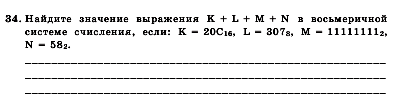 34. Найдите значение выражения K + L + M + N в восьмеричной
системе счисления, если: K = 20C₁₆, L = 307₈, M = 11111111₂,
N = 58₂.